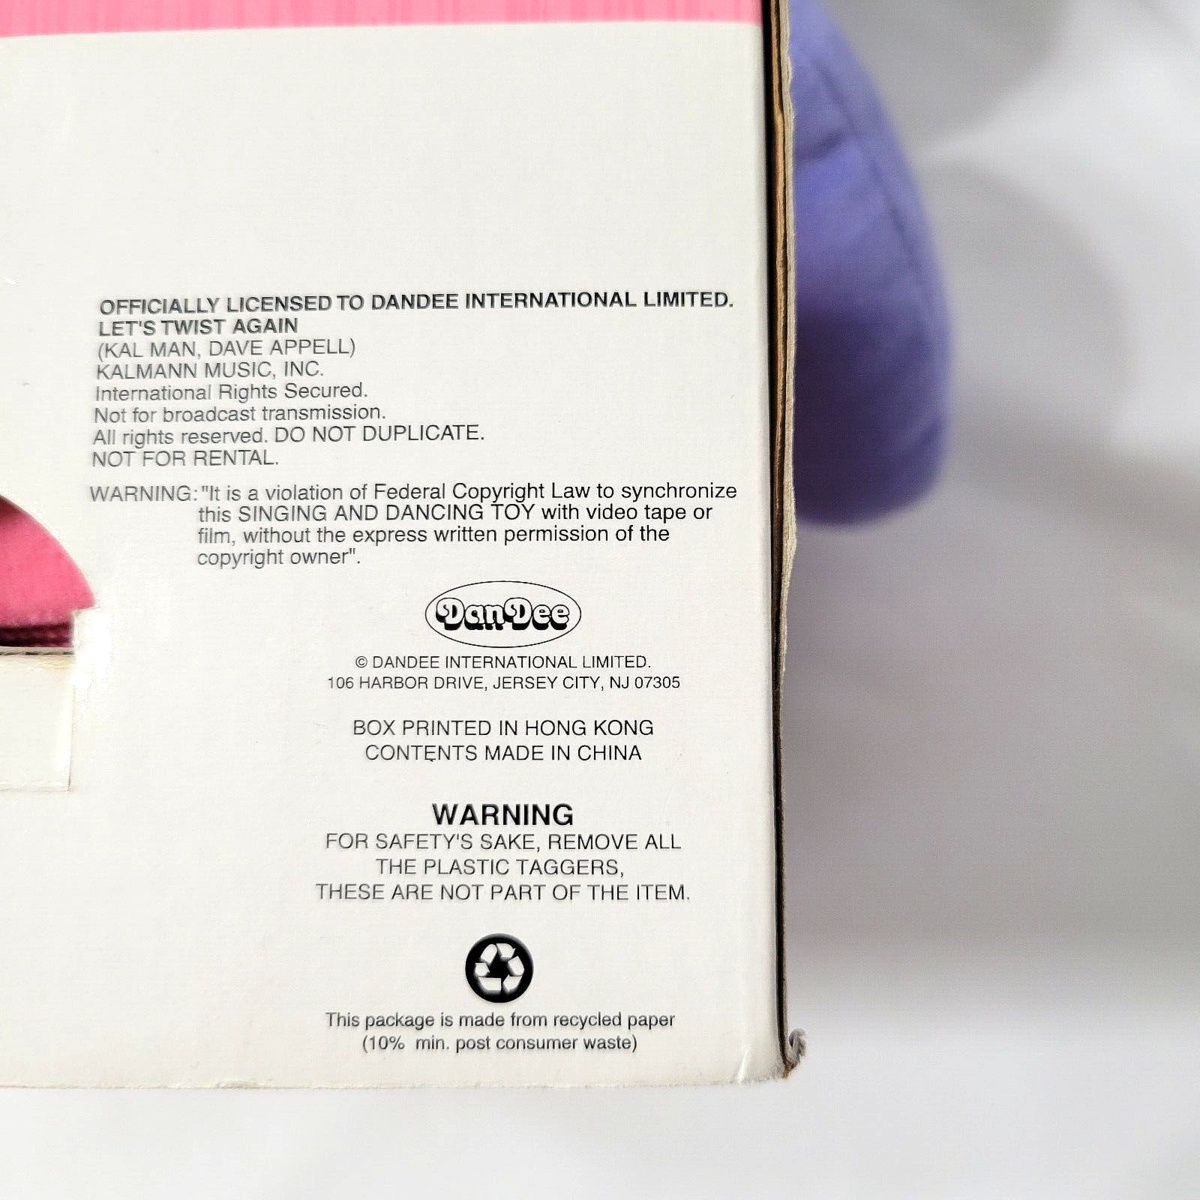 OFFICIALLY LICENSED TO DANDEE INTERNATIONAL LIMITED.
LET'S TWIST AGAIN
(KAL MAN, DAVE APPELL)
KALMANN MUSIC, INC.
International Rights Secured.
Not for broadcast transmission.
All rights reserved. DO NOT DUPLICATE.
NOT FOR RENTAL.
WARNING: "It is a violation of Federal Copyright Law to synchronize
this SINGING AND DANCING TOY with video tape or
film, without the express written permission of the
copyright owner".
DanDee
© DANDEE INTERNATIONAL LIMITED.
106 HARBOR DRIVE, JERSEY CITY, NJ 07305
BOX PRINTED IN HONG KONG
CONTENTS MADE IN CHINA
WARNING
FOR SAFETY'S SAKE, REMOVE ALL
THE PLASTIC TAGGERS,
THESE ARE NOT PART OF THE ITEM.
This package is made from recycled paper
(10% min. post consumer waste)